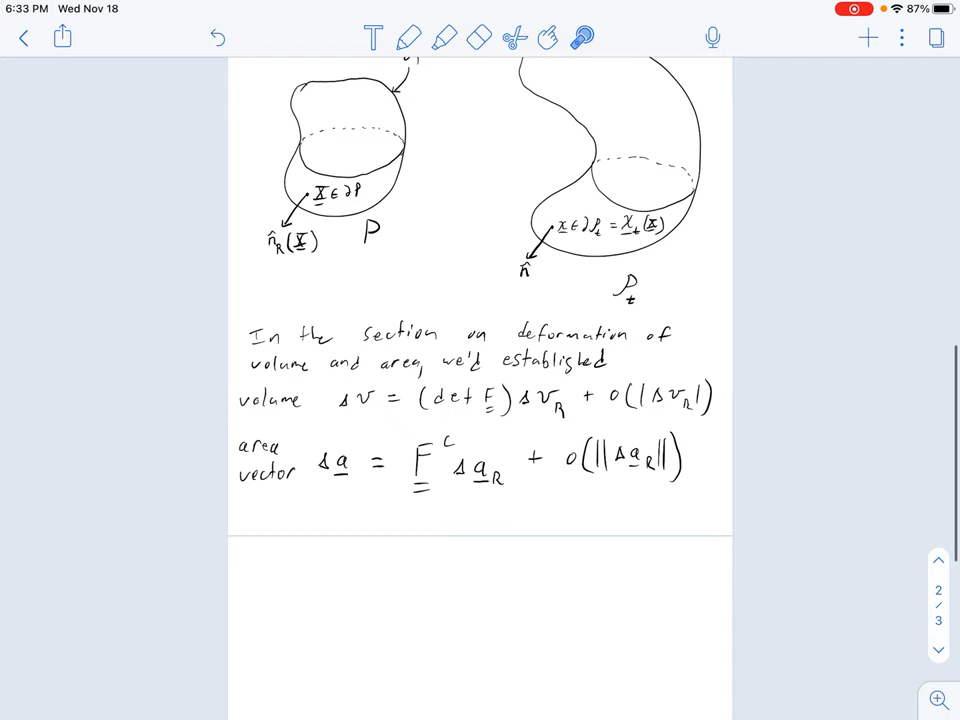 6:33 PM Wed Nov 18
87%
X ∈ ∂P
n̂_R(X)
P
x ∈ ∂P_t = χ_t(X)
n̂
P_t
In the section on deformation of
volume and area, we'd established
volume δv = (det F) δv_R + o(|δv_R|)
area
vector δa = F^C δa_R + o(||δa_R||)
2
/
3